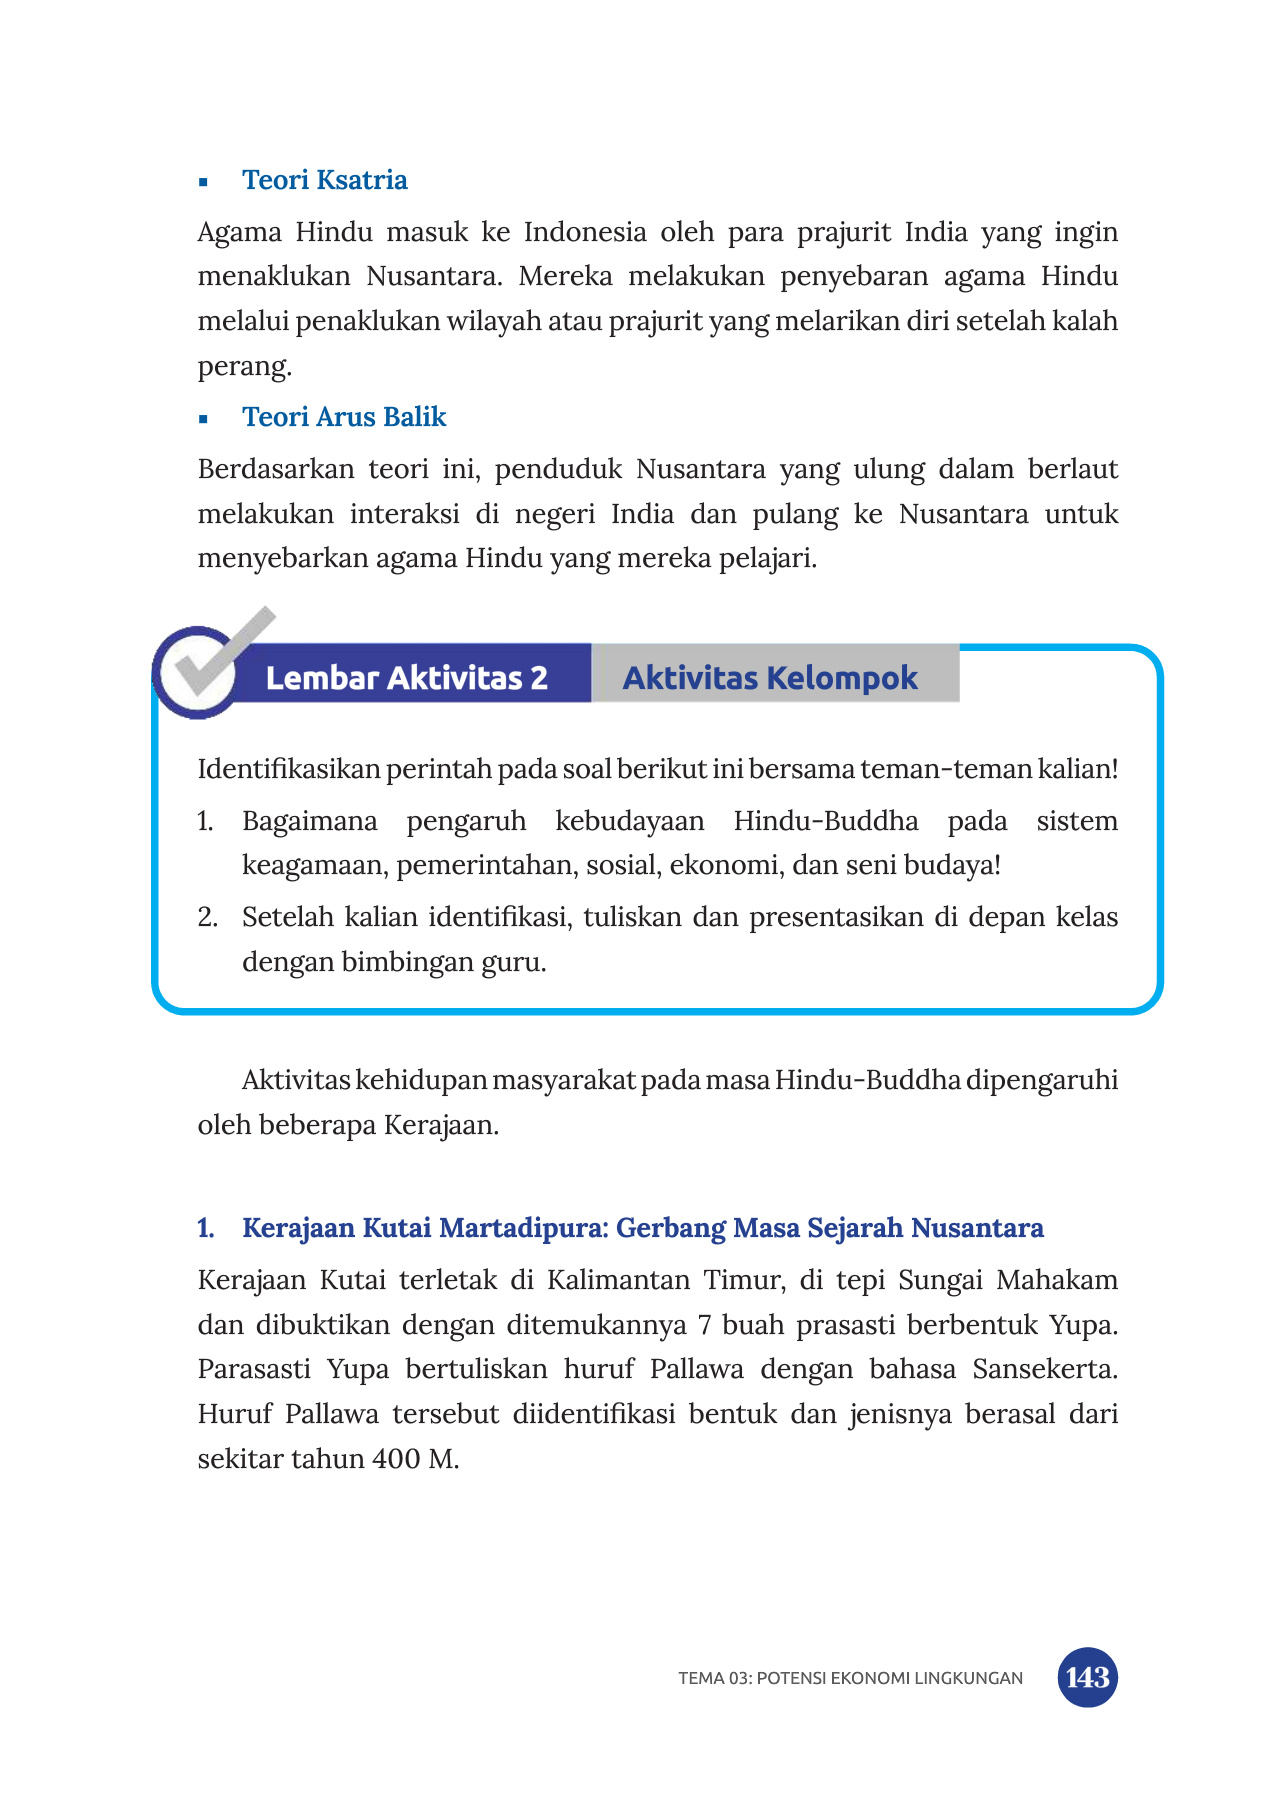 ▪ Teori Ksatria
Agama Hindu masuk ke Indonesia oleh para prajurit India yang ingin
menaklukan Nusantara. Mereka melakukan penyebaran agama Hindu
melalui penaklukan wilayah atau prajurit yang melarikan diri setelah kalah
perang.
▪ Teori Arus Balik
Berdasarkan teori ini, penduduk Nusantara yang ulung dalam berlaut
melakukan interaksi di negeri India dan pulang ke Nusantara untuk
menyebarkan agama Hindu yang mereka pelajari.
Lembar Aktivitas 2 Aktivitas Kelompok
Identifikasikan perintah pada soal berikut ini bersama teman-teman kalian!
1. Bagaimana pengaruh kebudayaan Hindu-Buddha pada sistem
keagamaan, pemerintahan, sosial, ekonomi, dan seni budaya!
2. Setelah kalian identifikasi, tuliskan dan presentasikan di depan kelas
dengan bimbingan guru.
Aktivitas kehidupan masyarakat pada masa Hindu-Buddha dipengaruhi
oleh beberapa Kerajaan.
1. Kerajaan Kutai Martadipura: Gerbang Masa Sejarah Nusantara
Kerajaan Kutai terletak di Kalimantan Timur, di tepi Sungai Mahakam
dan dibuktikan dengan ditemukannya 7 buah prasasti berbentuk Yupa.
Parasasti Yupa bertuliskan huruf Pallawa dengan bahasa Sansekerta.
Huruf Pallawa tersebut diidentifikasi bentuk dan jenisnya berasal dari
sekitar tahun 400 M.
TEMA 03: POTENSI EKONOMI LINGKUNGAN 143